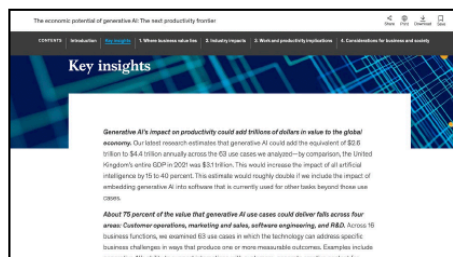 The economic potential of generative AI: The next productivity frontier
Share Print Download Save
CONTENTS Introduction Key insights 1. Where business value lies 2. Industry impacts 3. Work and productivity implications 4. Considerations for business and society
Key insights
Generative AI's impact on productivity could add trillions of dollars in value to the global
economy. Our latest research estimates that generative AI could add the equivalent of $2.6
trillion to $4.4 trillion annually across the 63 use cases we analyzed—by comparison, the United
Kingdom's entire GDP in 2021 was $3.1 trillion. This would increase the impact of all artificial
intelligence by 15 to 40 percent. This estimate would roughly double if we include the impact of
embedding generative AI into software that is currently used for other tasks beyond those use
cases.
About 75 percent of the value that generative AI use cases could deliver falls across four
areas: Customer operations, marketing and sales, software engineering, and R&D. Across 16
business functions, we examined 63 use cases in which the technology can address specific
business challenges in ways that produce one or more measurable outcomes. Examples include